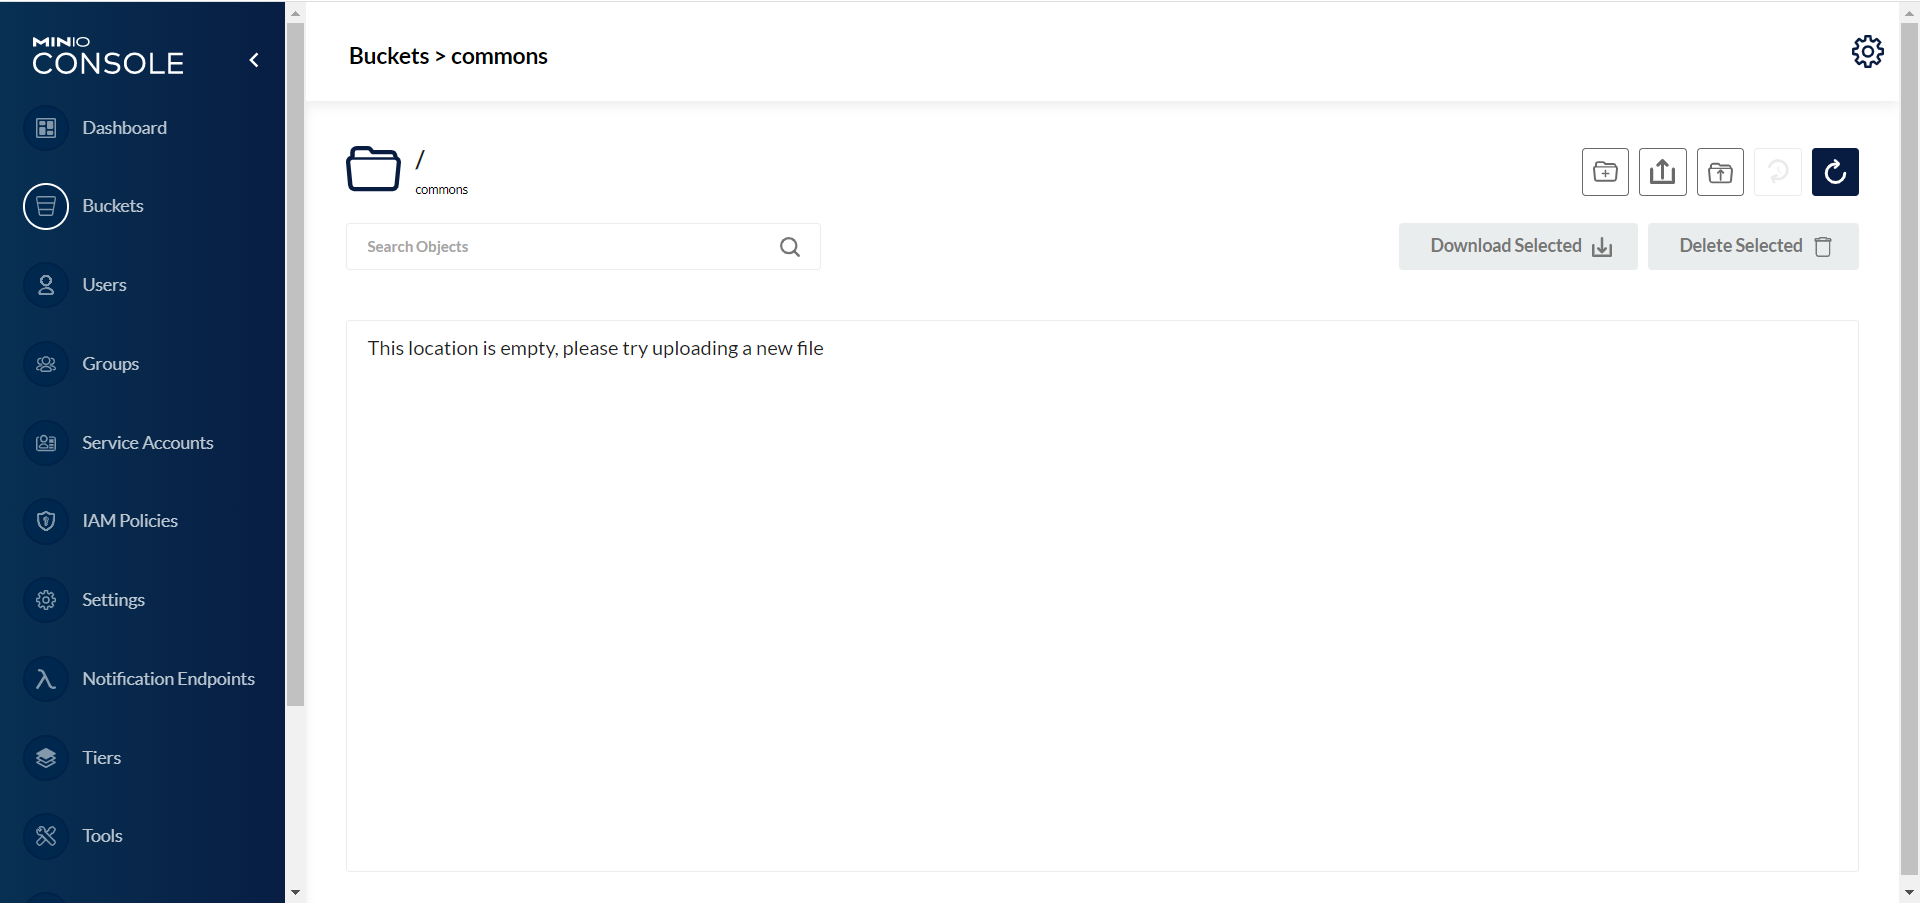 MINIO
CONSOLE
Dashboard
Buckets
Users
Groups
Service Accounts
IAM Policies
Settings
Notification Endpoints
Tiers
Tools
Buckets > commons
/
commons
Search Objects
Download Selected
Delete Selected
This location is empty, please try uploading a new file